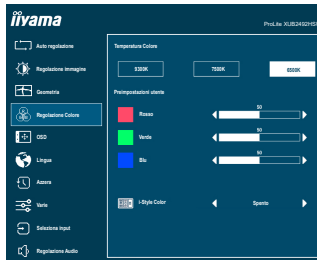 iiyama
ProLite XUB2492HS
Auto regolazione
Temperatura Colore
Regolazione immagine
9300K
7500K
6500K
Geometria
Preimpostazioni utente
Regolazione Colore
Rosso
50
OSD
Verde
50
Lingua
Blu
50
Azzera
Varie
i-Style Color
Spento
Seleziona input
Regolazione Audio